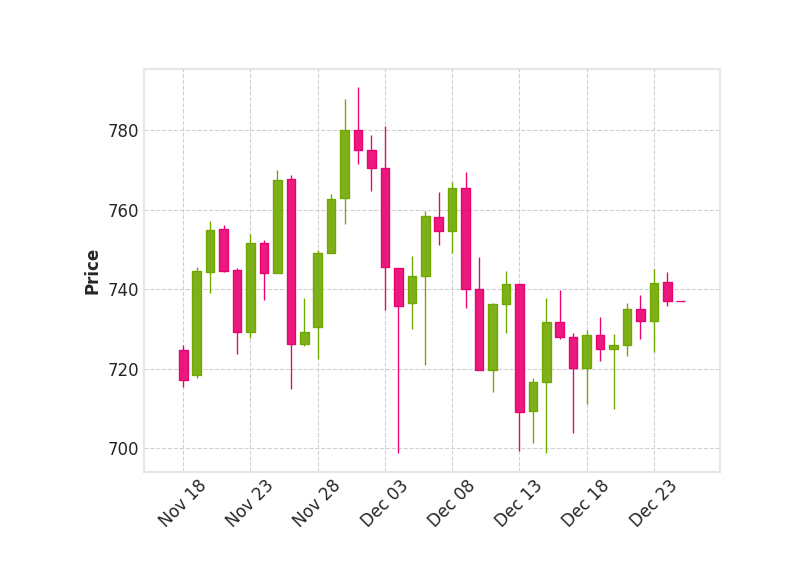 Price
780
760
740
720
700
Nov 18
Nov 23
Nov 28
Dec 03
Dec 08
Dec 13
Dec 18
Dec 23